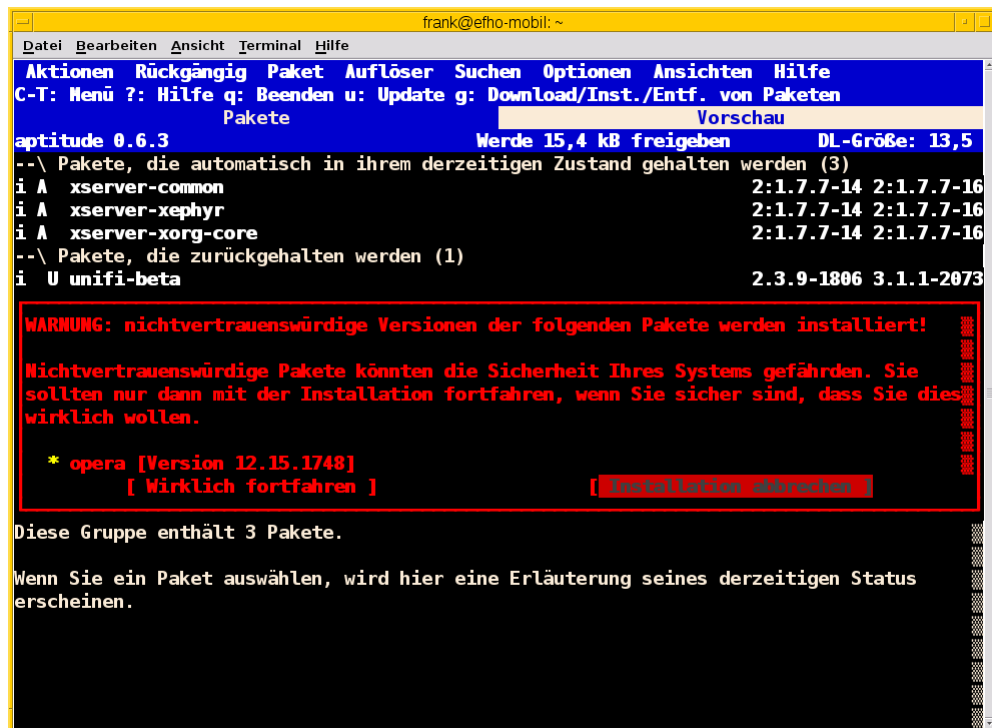 frank@efho-mobil: ~
Datei Bearbeiten Ansicht Terminal Hilfe
Aktionen Rückgängig Paket Auflöser Suchen Optionen Ansichten Hilfe
C-T: Menü ?: Hilfe q: Beenden u: Update g: Download/Inst./Entf. von Paketen
Pakete Vorschau
aptitude 0.6.3 Werde 15,4 kB freigeben DL-Größe: 13,5
--\ Pakete, die automatisch in ihrem derzeitigen Zustand gehalten werden (3)
i A xserver-common 2:1.7.7-14 2:1.7.7-16
i A xserver-xephyr 2:1.7.7-14 2:1.7.7-16
i A xserver-xorg-core 2:1.7.7-14 2:1.7.7-16
--\ Pakete, die zurückgehalten werden (1)
i U unifi-beta 2.3.9-1806 3.1.1-2073
WARNUNG: nichtvertrauenswürdige Versionen der folgenden Pakete werden installiert!
Nichtvertrauenswürdige Pakete könnten die Sicherheit Ihres Systems gefährden. Sie
sollten nur dann mit der Installation fortfahren, wenn Sie sicher sind, dass Sie dies
wirklich wollen.
* opera [Version 12.15.1748]
[ Wirklich fortfahren ] [ Installation abbrechen ]
Diese Gruppe enthält 3 Pakete.
Wenn Sie ein Paket auswählen, wird hier eine Erläuterung seines derzeitigen Status
erscheinen.